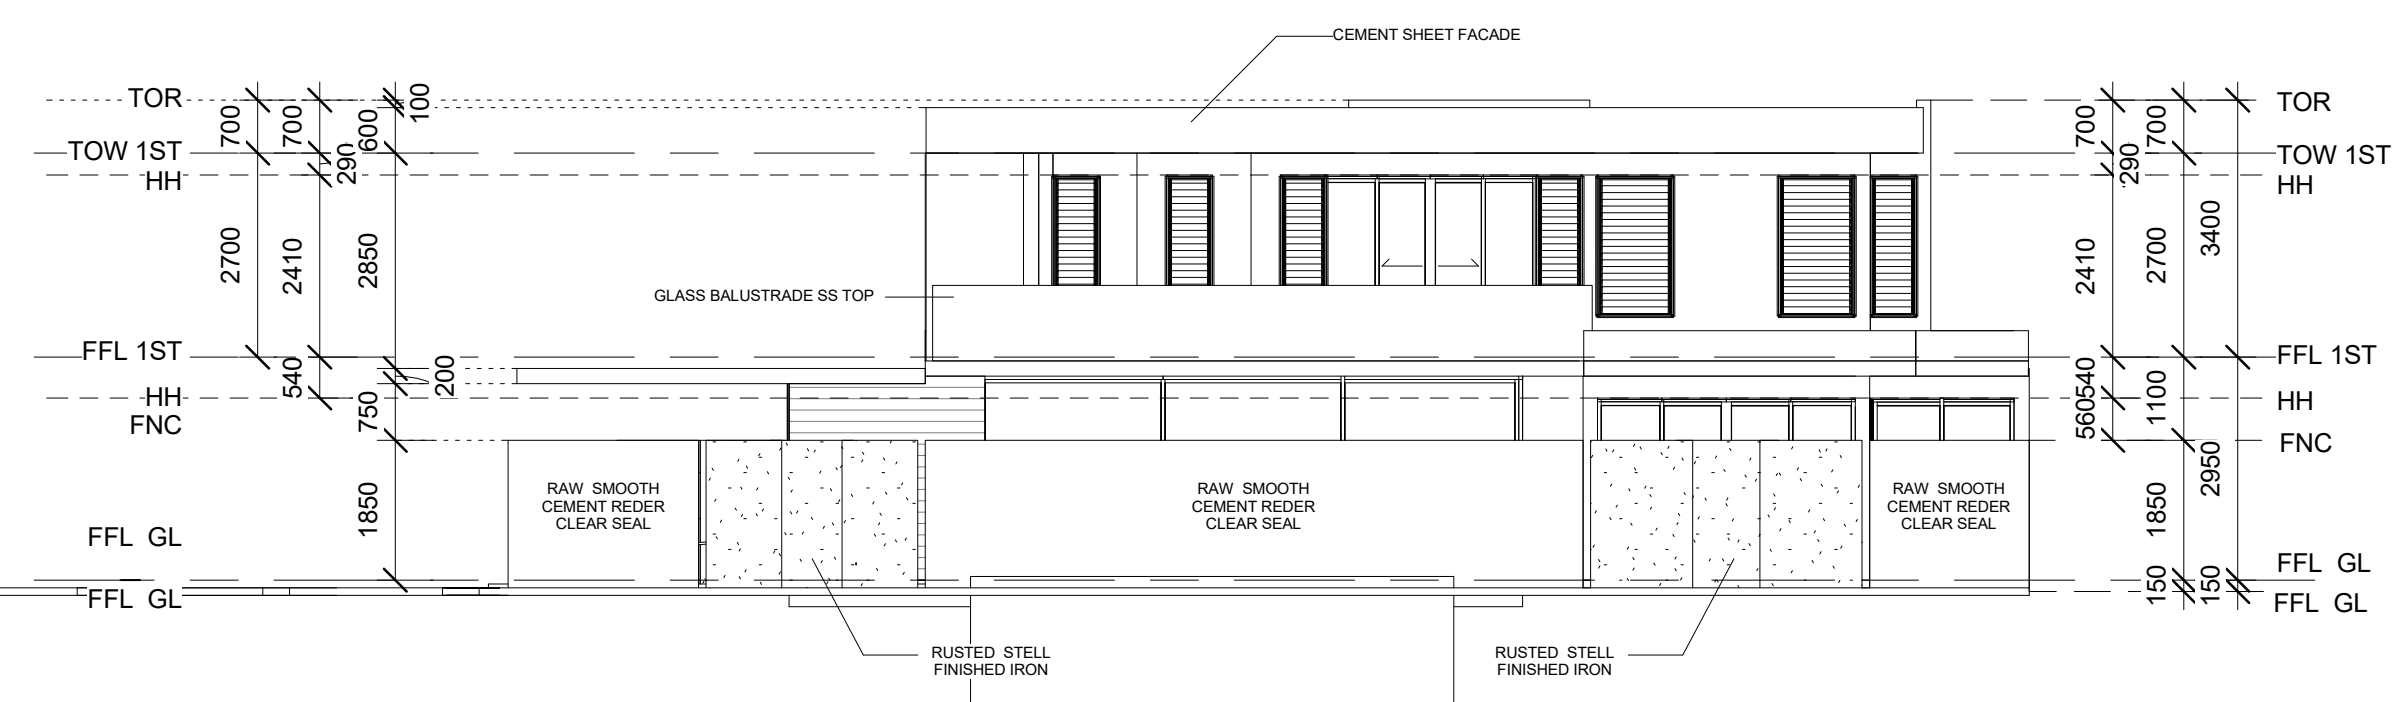 CEMENT SHEET FACADE
TOR
TOW 1ST
HH
FFL 1ST
HH
FNC
FFL GL
FFL GL
700
2700
700
290
2410
540
100
600
2850
200
750
1850
GLASS BALUSTRADE SS TOP
RAW SMOOTH
CEMENT REDER
CLEAR SEAL
RAW SMOOTH
CEMENT REDER
CLEAR SEAL
RAW SMOOTH
CEMENT REDER
CLEAR SEAL
RUSTED STELL
FINISHED IRON
RUSTED STELL
FINISHED IRON
700
290
2410
540
560
700
2700
1100
1850
150
3400
2950
150
TOR
TOW 1ST
HH
FFL 1ST
HH
FNC
FFL GL
FFL GL